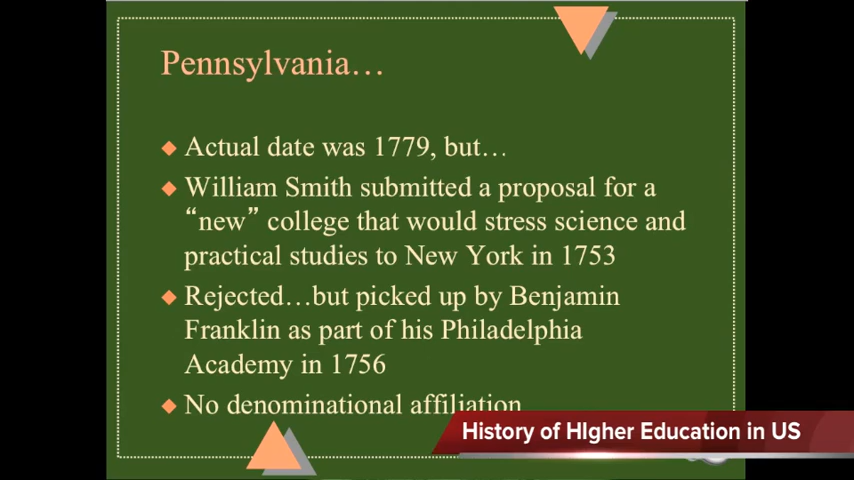 Pennsylvania…
◆ Actual date was 1779, but…
◆ William Smith submitted a proposal for a
“new” college that would stress science and
practical studies to New York in 1753
◆ Rejected…but picked up by Benjamin
Franklin as part of his Philadelphia
Academy in 1756
◆ No denominational affiliation
History of HIgher Education in US